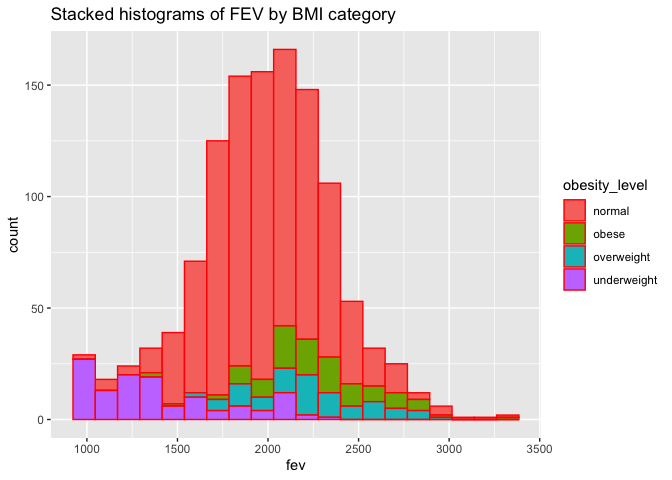 Stacked histograms of FEV by BMI category
150
100
50
0
count
1000
1500
2000
2500
3000
3500
fev
obesity_level
normal
obese
overweight
underweight